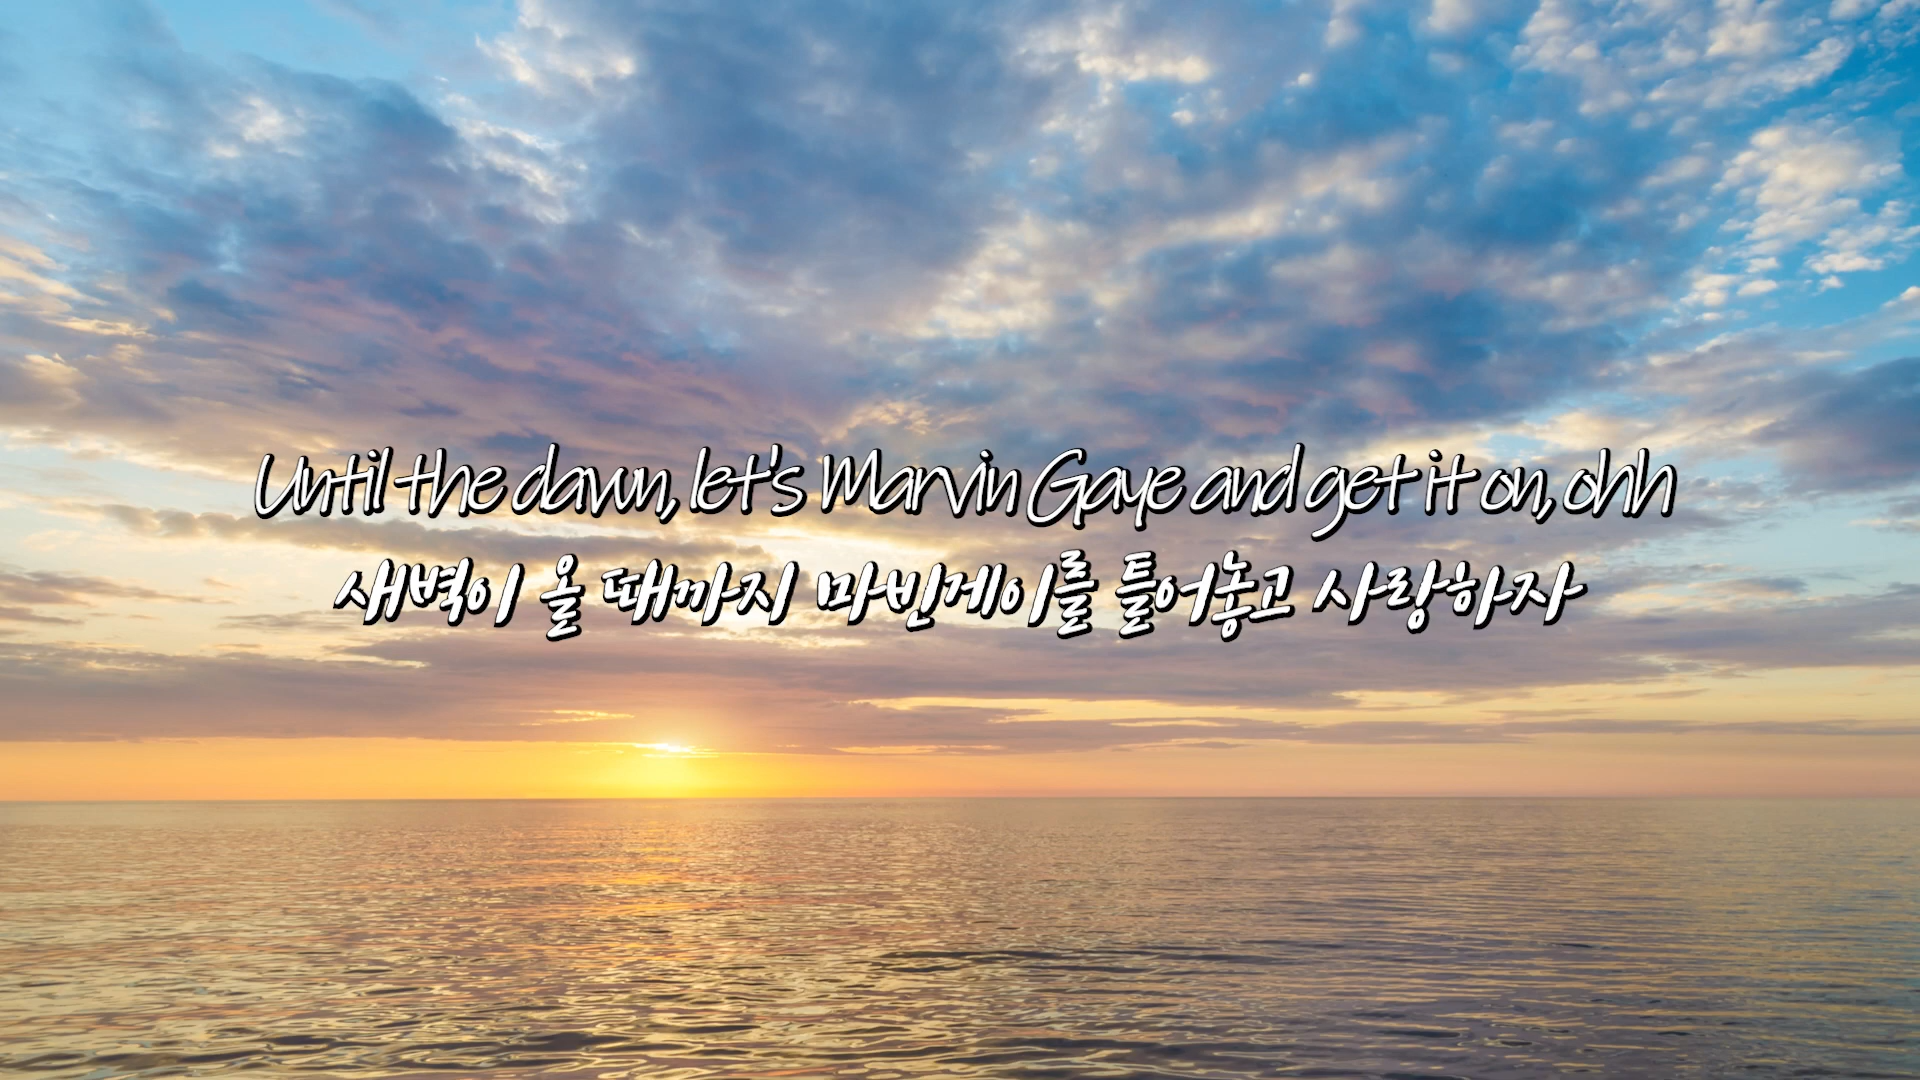 Until the dawn, let's Marvin Gaye and get it on, ohh
새벽이 올 때까지 마빈게이를 틀어놓고 사랑하자